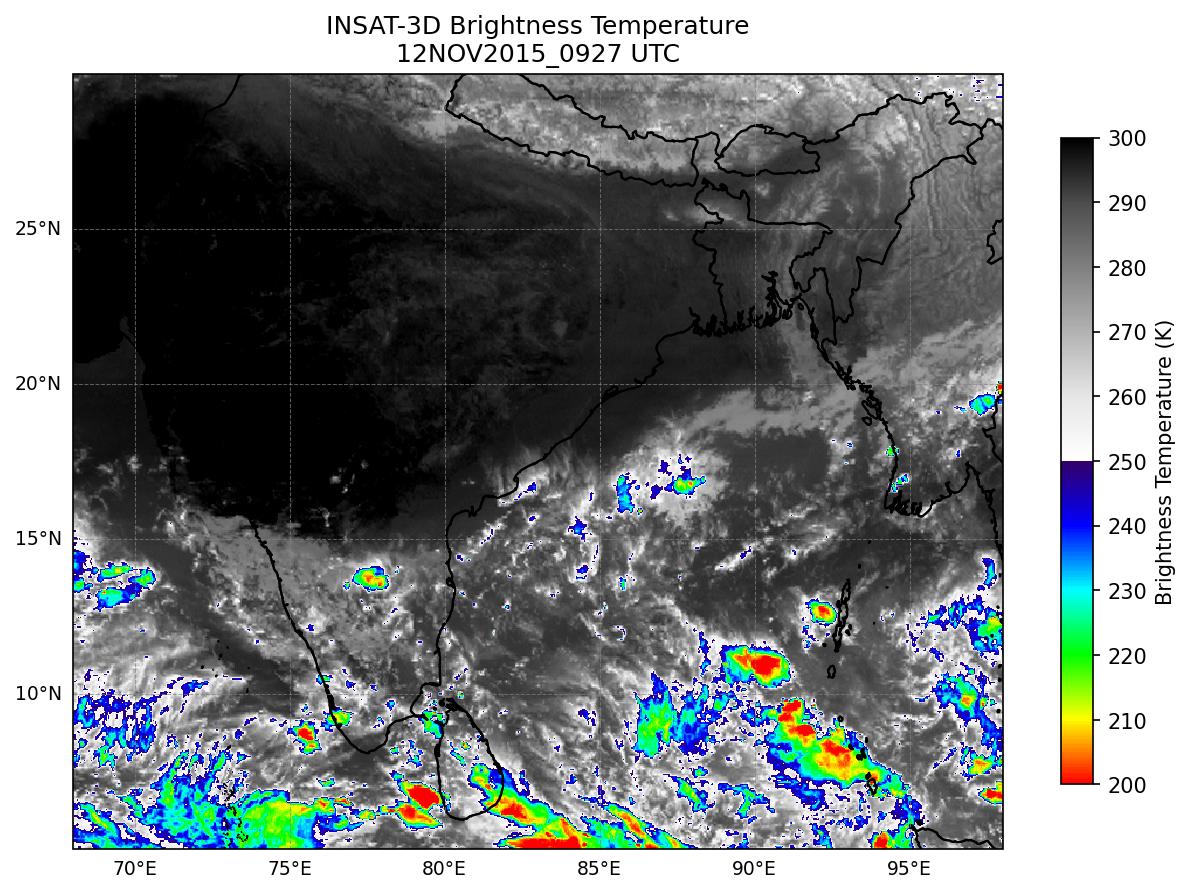 INSAT-3D Brightness Temperature
12NOV2015_0927 UTC
25°N
20°N
15°N
10°N
70°E
75°E
80°E
85°E
90°E
95°E
300
290
280
270
260
250
240
230
220
210
200
Brightness Temperature (K)